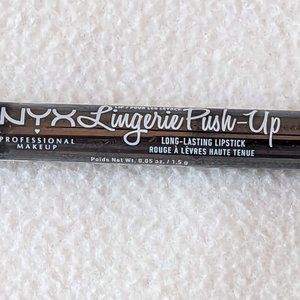 NYX
PROFESSIONAL
MAKEUP
Lingerie Push-Up
LONG-LASTING LIPSTICK
ROUGE À LÈVRES HAUTE TENUE
Poids Net Wt. 0.05 oz. / 1.5 g